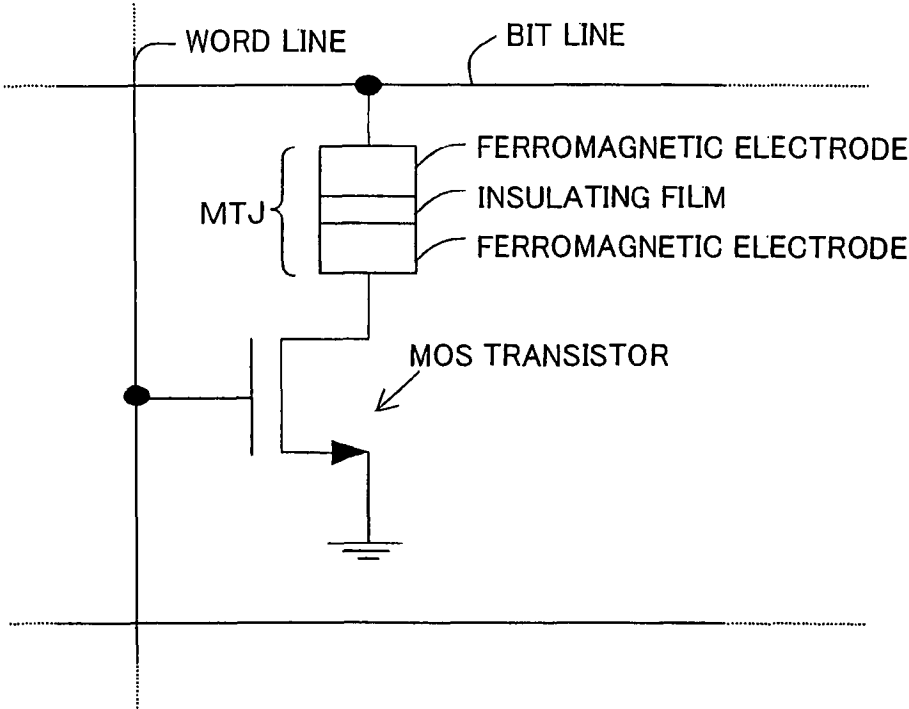 WORD LINE
BIT LINE
FERROMAGNETIC ELECTRODE
INSULATING FILM
MTJ
FERROMAGNETIC ELECTRODE
MOS TRANSISTOR